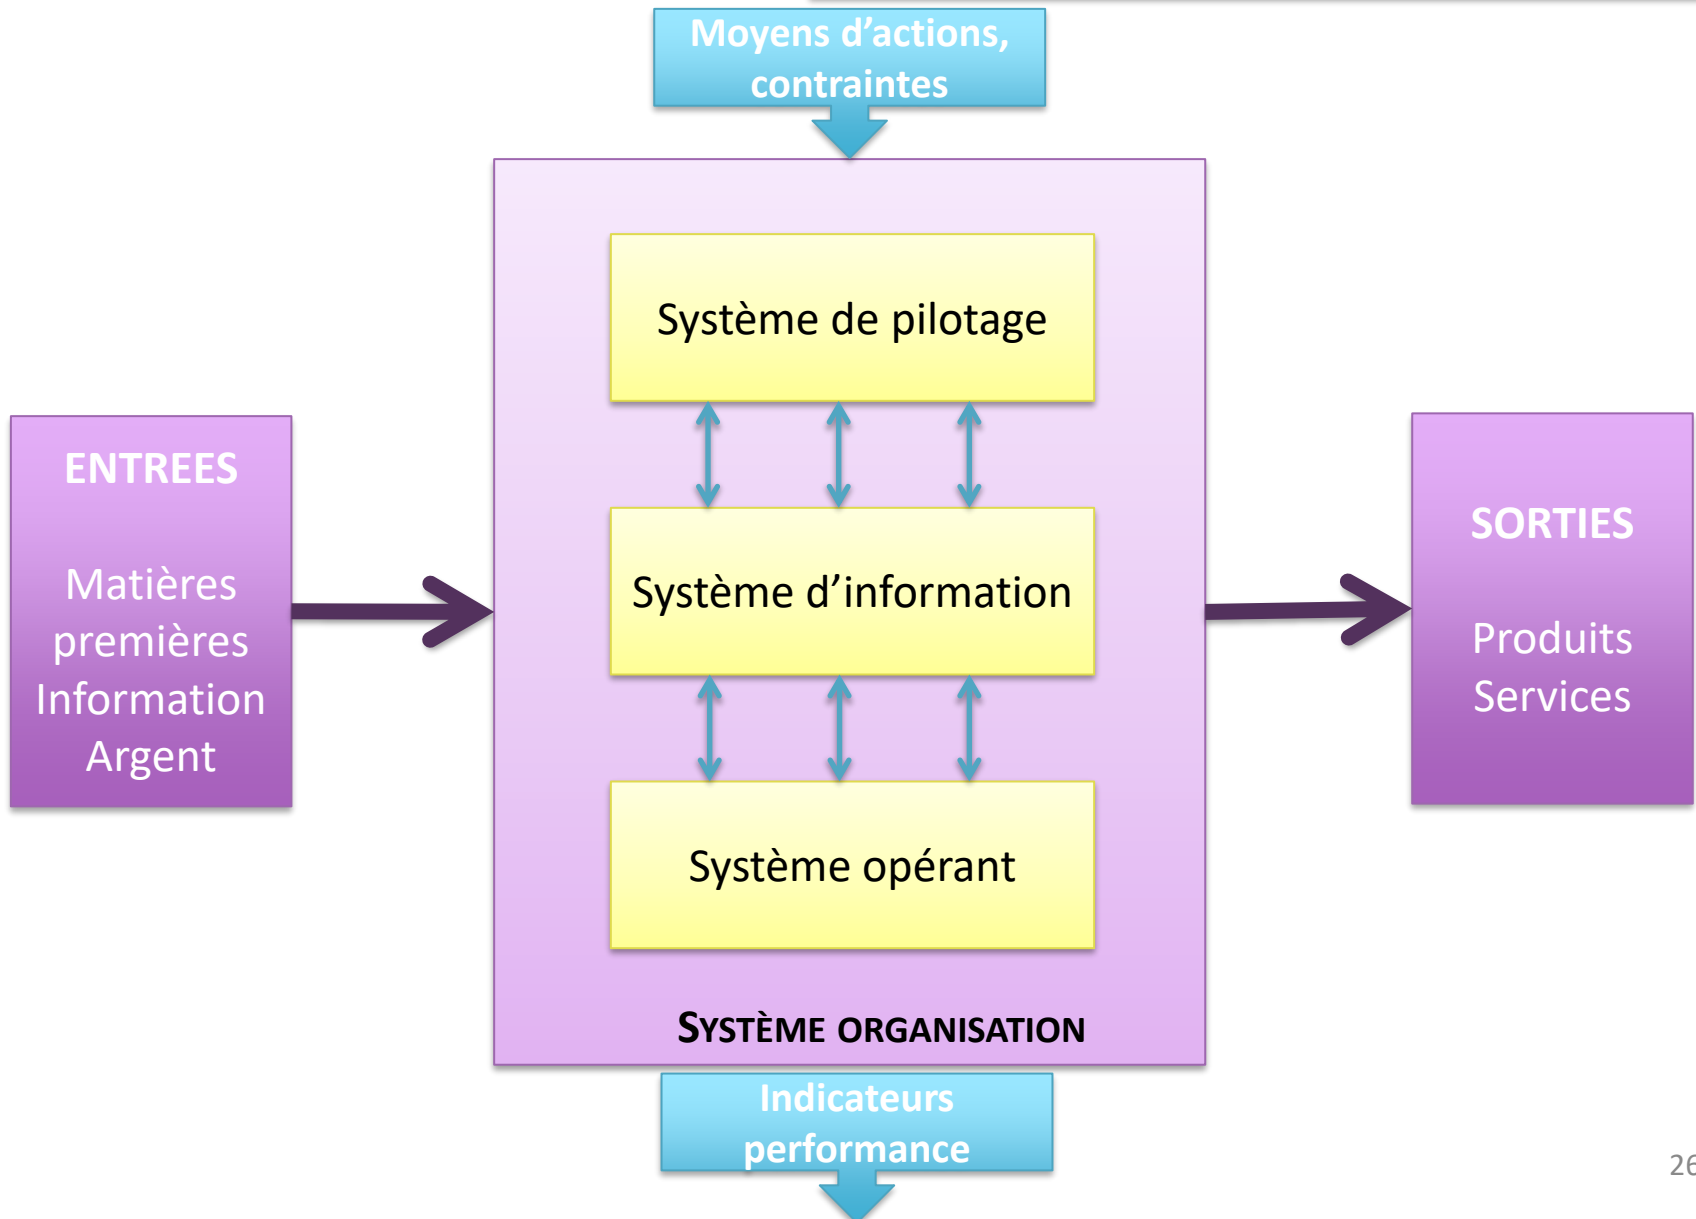 Moyens d’actions,
contraintes
Système de pilotage
ENTREES
Matières
premières
Information
Argent
Système d’information
SORTIES
Produits
Services
Système opérant
SYSTÈME ORGANISATION
Indicateurs
performance
26